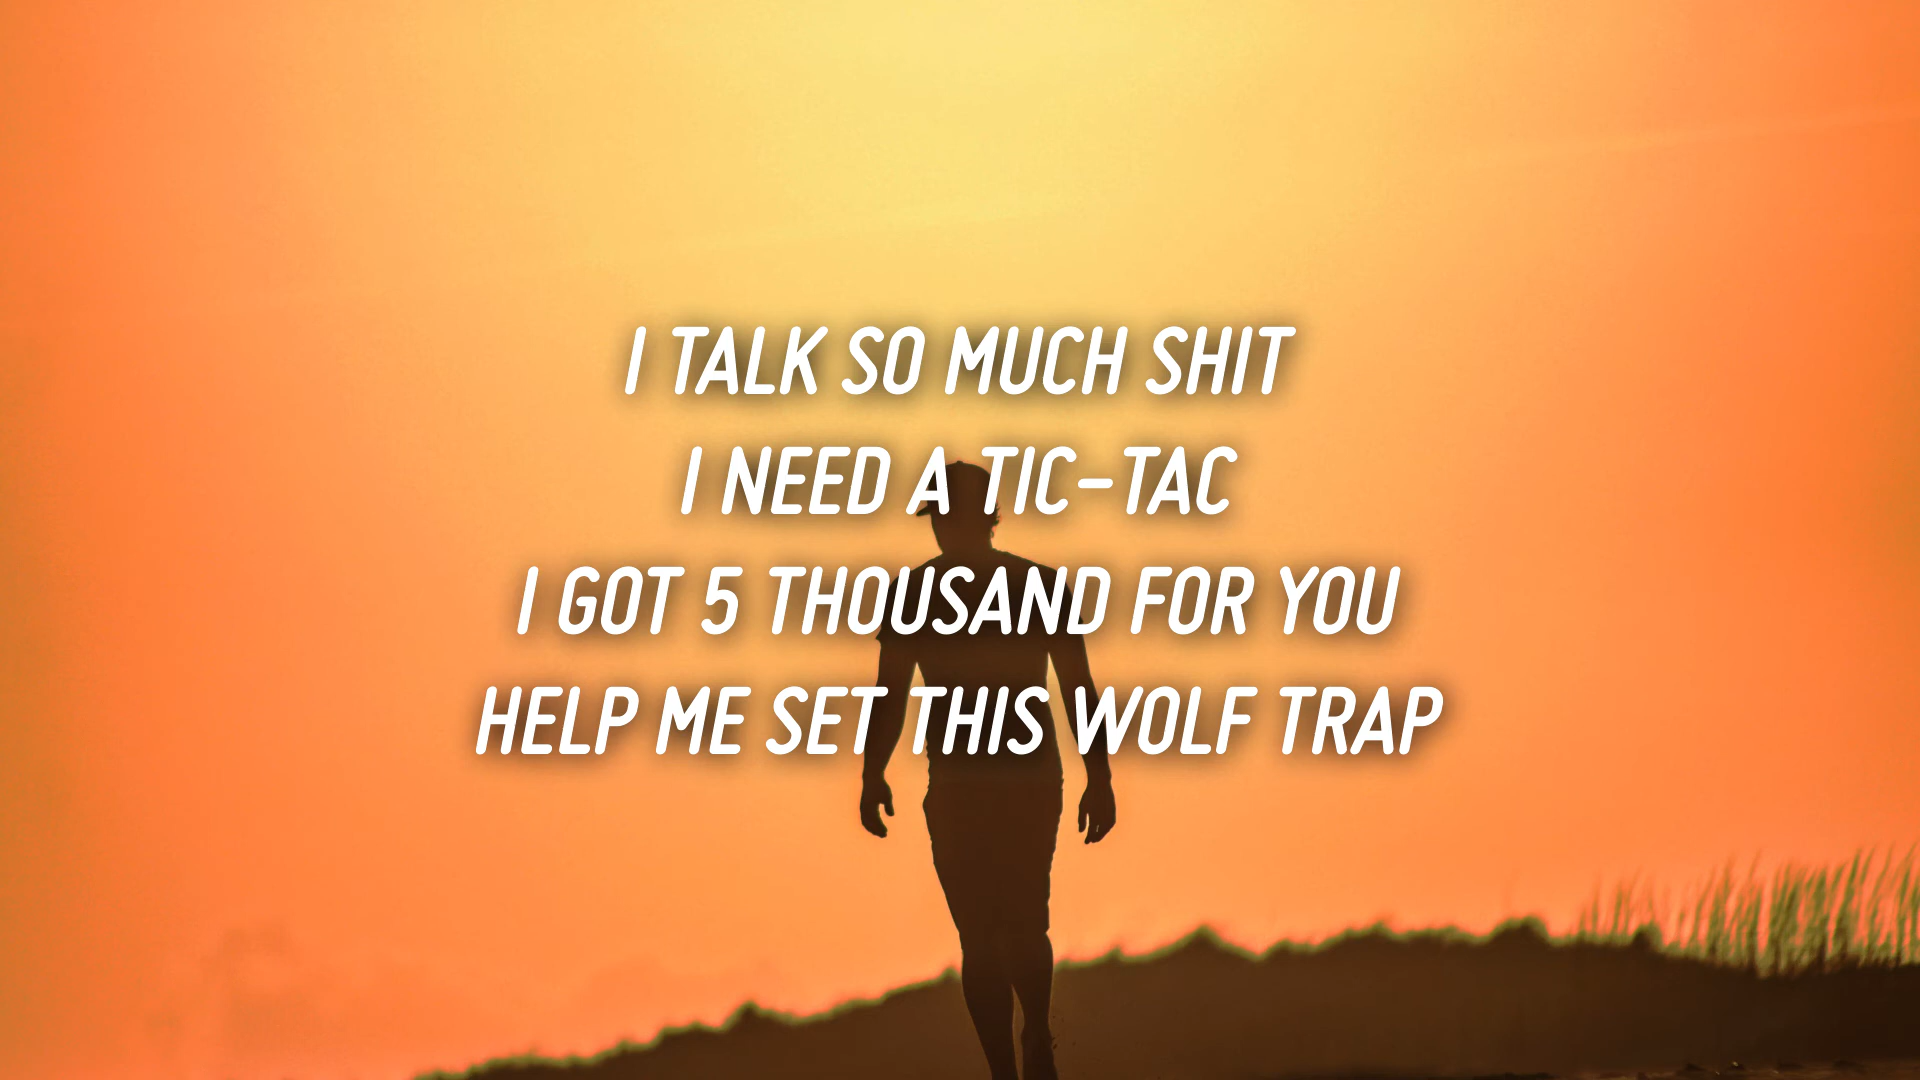 I TALK SO MUCH SHIT
I NEED A TIC-TAC
I GOT 5 THOUSAND FOR YOU
HELP ME SET THIS WOLF TRAP